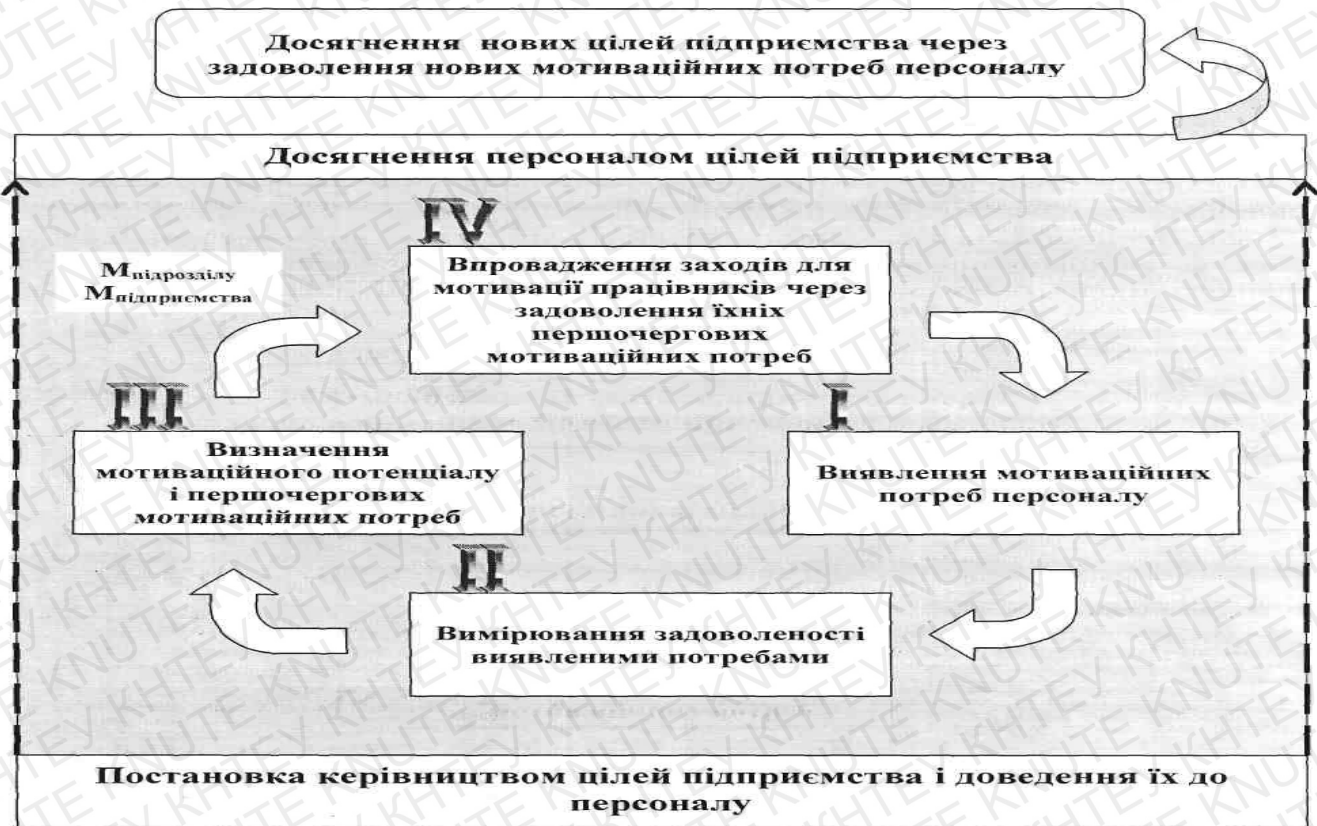 Досягнення нових цілей підприємства через
задоволення нових мотиваційних потреб персоналу
Досягнення персоналом цілей підприємства
IV
Впровадження заходів для
мотивації працівників через
задоволення їхніх
першочергових
мотиваційних потреб
Мпідрозділу
Мпідприємства
III
Визначення
мотиваційного потенціалу
і першочергових
мотиваційних потреб
I
Виявлення мотиваційних
потреб персоналу
II
Вимірювання задоволеності
виявленими потребами
Постановка керівництвом цілей підприємства і доведення їх до
персоналу
KNUTE КНТЕУ